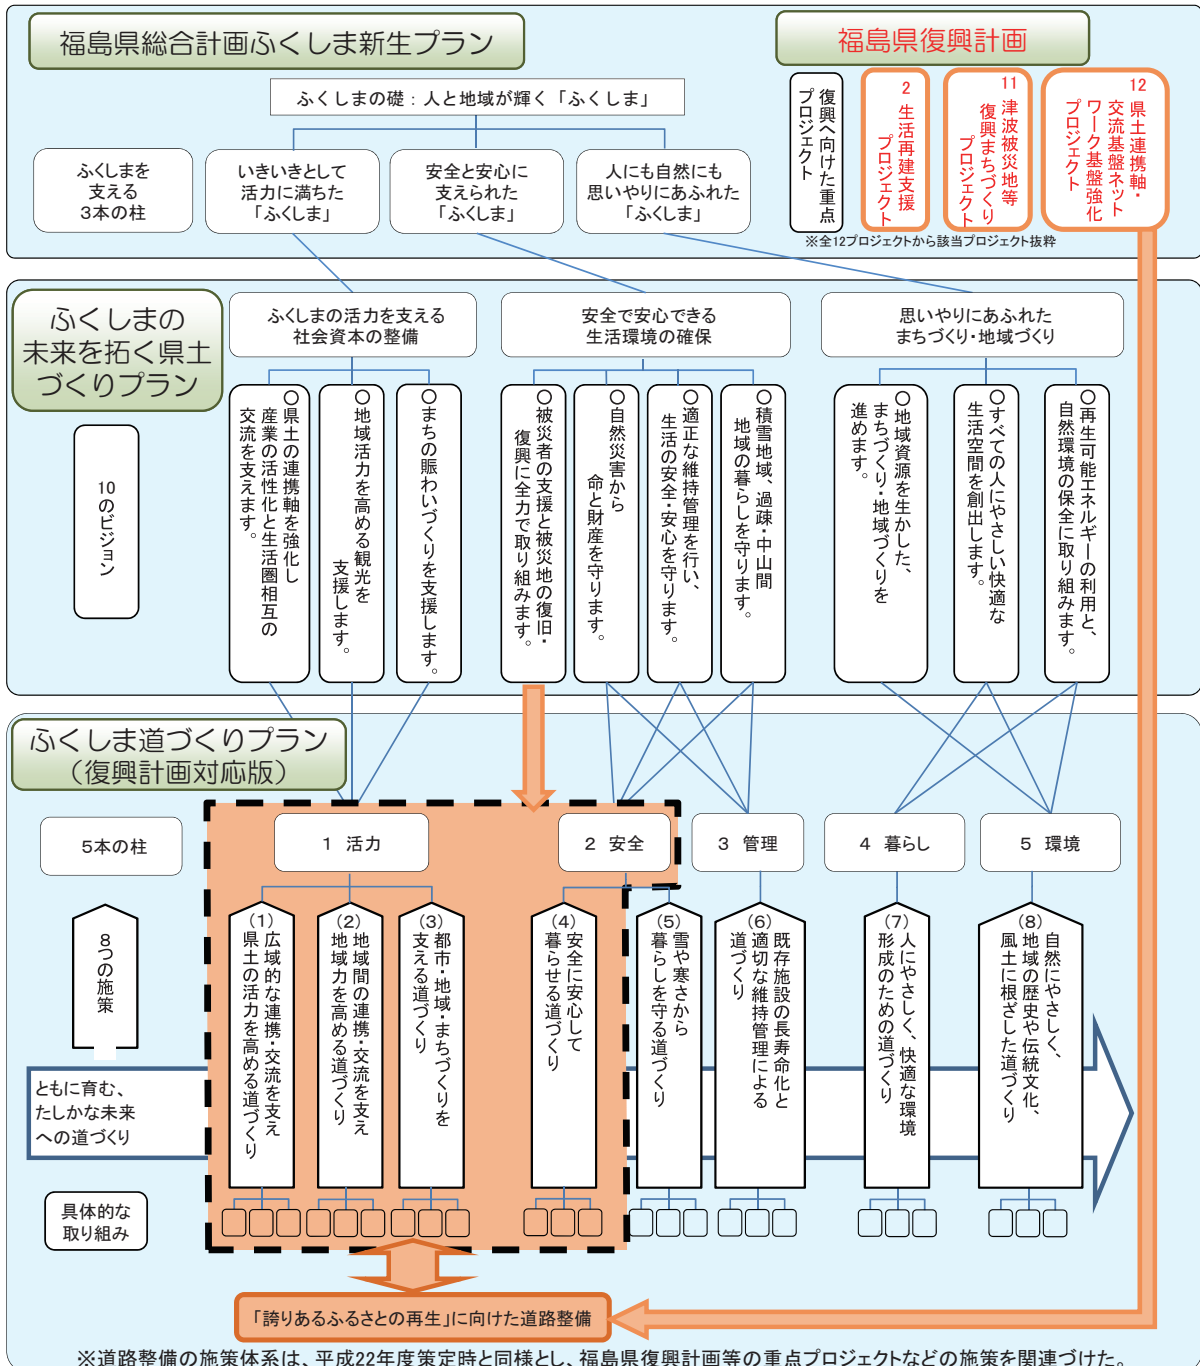 福島県総合計画ふくしま新生プラン
福島県復興計画
ふくしまの礎：人と地域が輝く「ふくしま」
ふくしまを
支える
3本の柱
いきいきとして
活力に満ちた
「ふくしま」
安全と安心に
支えられた
「ふくしま」
人にも自然にも
思いやりにあふれた
「ふくしま」
復興へ向けた重点
プロジェクト
2
生活再建支援
プロジェクト
11
津波被災地等
復興まちづくり
プロジェクト
12
県土連携軸・
交流基盤ネット
ワーク基盤強化
プロジェクト
※全12プロジェクトから該当プロジェクト抜粋
ふくしまの
未来を拓く県土
づくりプラン
ふくしまの活力を支える
社会資本の整備
安全で安心できる
生活環境の確保
思いやりにあふれた
まちづくり・地域づくり
10のビジョン
○県土の連携軸を強化し
産業の活性化と生活圏相互の
交流を支えます。
○地域活力を高める観光を
支援します。
○まちの賑わいづくりを支援します。
○被災者の支援と被災地の復旧・
復興に全力で取り組みます。
○自然災害から
命と財産を守ります。
○適正な維持管理を行い、
生活の安全・安心を守ります。
○積雪地域、過疎・中山間
地域の暮らしを守ります。
○地域資源を生かした、
まちづくり・地域づくりを
進めます。
○すべての人にやさしい快適な
生活空間を創出します。
○再生可能エネルギーの利用と、
自然環境の保全に取り組みます。
ふくしま道づくりプラン
（復興計画対応版）
5本の柱
1 活力
2 安全
3 管理
4 暮らし
5 環境
8つの施策
(1)
広域的な連携・交流を支え
県土の活力を高める道づくり
(2)
地域間の連携・交流を支え
地域力を高める道づくり
(3)
都市・地域・まちづくりを
支える道づくり
(4)
安全に安心して
暮らせる道づくり
(5)
雪や寒さから
暮らしを守る道づくり
(6)
既存施設の長寿命化と
適切な維持管理による
道づくり
(7)
人にやさしく、快適な環境
形成のための道づくり
(8)
自然にやさしく、
地域の歴史や伝統文化、
風土に根ざした道づくり
ともに育む、
たしかな未来
への道づくり
具体的な
取り組み
「誇りあるふるさとの再生」に向けた道路整備
※道路整備の施策体系は、平成22年度策定時と同様とし、福島県復興計画等の重点プロジェクトなどの施策を関連づけた。